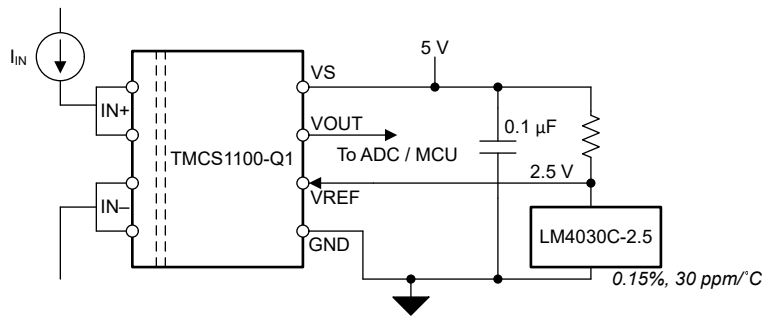 5 V
I_IN
VS
IN+
VOUT
0.1 µF
TMCS1100-Q1
To ADC / MCU
2.5 V
IN–
VREF
GND
LM4030C-2.5
0.15%, 30 ppm/˚C